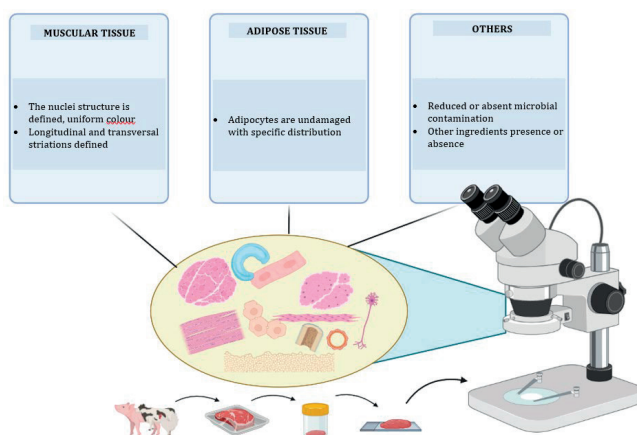 MUSCULAR TISSUE
• The nuclei structure is
defined, uniform colour
• Longitudinal and transversal
striations defined
ADIPOSE TISSUE
• Adipocytes are undamaged
with specific distribution
OTHERS
• Reduced or absent microbial
contamination
• Other ingredients presence or
absence